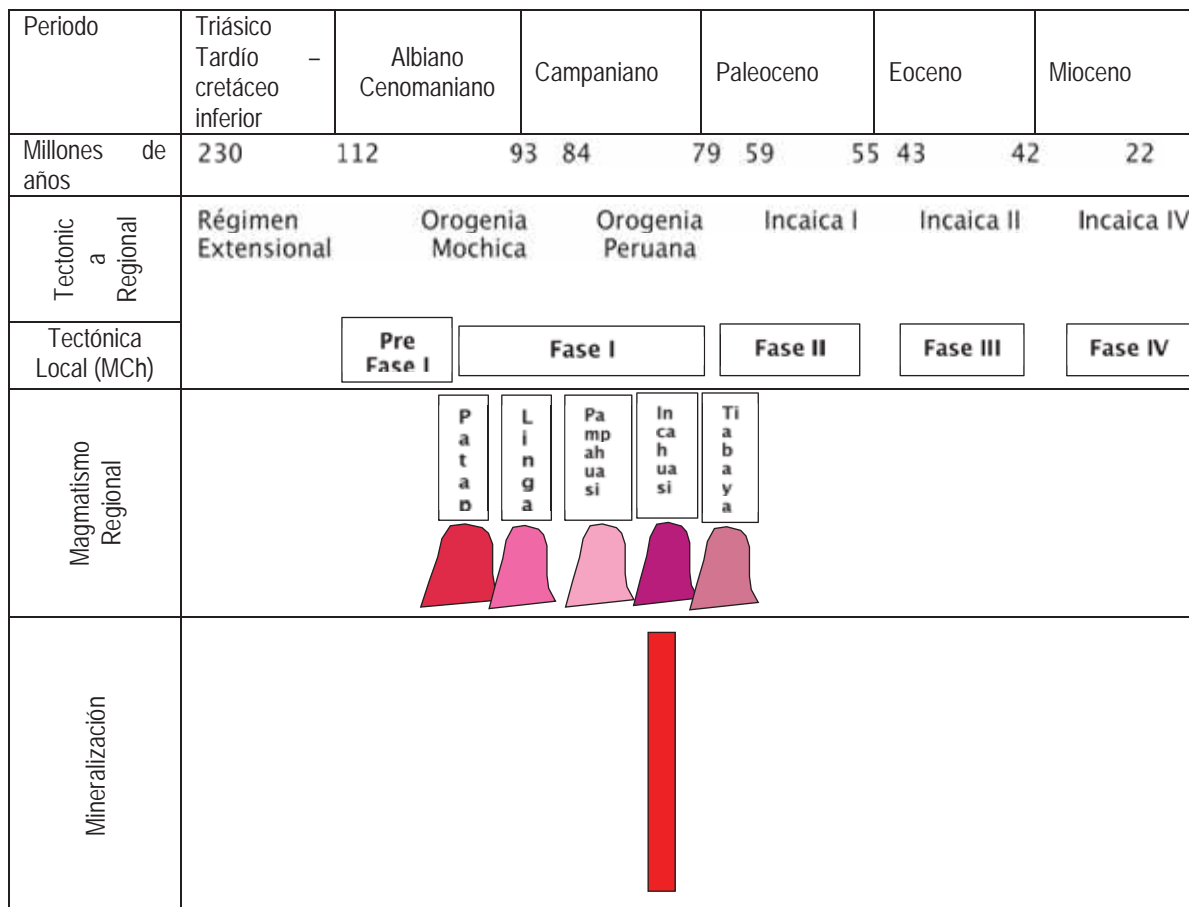 Periodo
Triásico
Tardío –
cretáceo
inferior
Albiano
Cenomaniano
Campaniano
Paleoceno
Eoceno
Mioceno
Millones de
años
230 112 93 84 79 59 55 43 42 22
Tectonic
a
Regional
Régimen
Extensional
Orogenia
Mochica
Orogenia
Peruana
Incaica I
Incaica II
Incaica IV
Tectónica
Local (MCh)
Pre
Fase I
Fase I
Fase II
Fase III
Fase IV
Magmatismo
Regional
P
a
t
a
p
L
i
n
g
a
Pa
mp
ah
ua
si
In
ca
h
ua
si
Ti
a
b
a
y
a
Mineralización